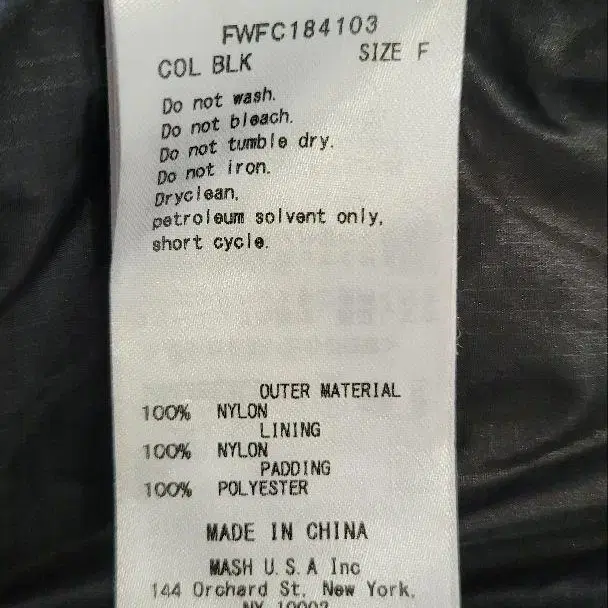 FWFC184103
COL BLK SIZE F
Do not wash.
Do not bleach.
Do not tumble dry.
Do not iron.
Dryclean,
petroleum solvent only,
short cycle.
OUTER MATERIAL
100% NYLON
LINING
100% NYLON
PADDING
100% POLYESTER
MADE IN CHINA
MASH U.S.A Inc
144 Orchard St, New York,
NY 10002